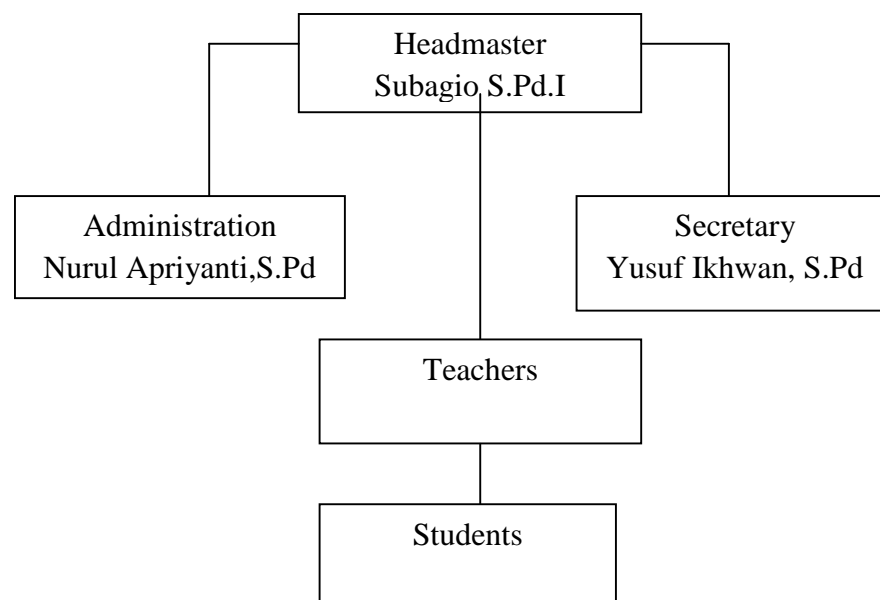 Headmaster
Subagio S.Pd.I
Administration
Nurul Apriyanti,S.Pd
Secretary
Yusuf Ikhwan, S.Pd
Teachers
Students